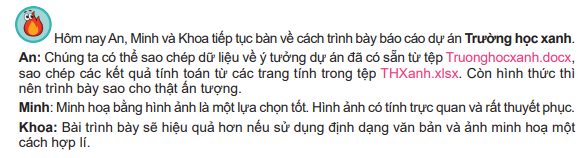 Hôm nay An, Minh và Khoa tiếp tục bàn về cách trình bày báo cáo dự án Trường học xanh.
An: Chúng ta có thể sao chép dữ liệu về ý tưởng dự án đã có sẵn từ tệp Truonghocxanh.docx,
sao chép các kết quả tính toán từ các trang tính trong tệp THXanh.xlsx. Còn hình thức thì
nên trình bày sao cho thật ấn tượng.
Minh: Minh hoạ bằng hình ảnh là một lựa chọn tốt. Hình ảnh có tính trực quan và rất thuyết phục.
Khoa: Bài trình bày sẽ hiệu quả hơn nếu sử dụng định dạng văn bản và ảnh minh hoạ một
cách hợp lí.